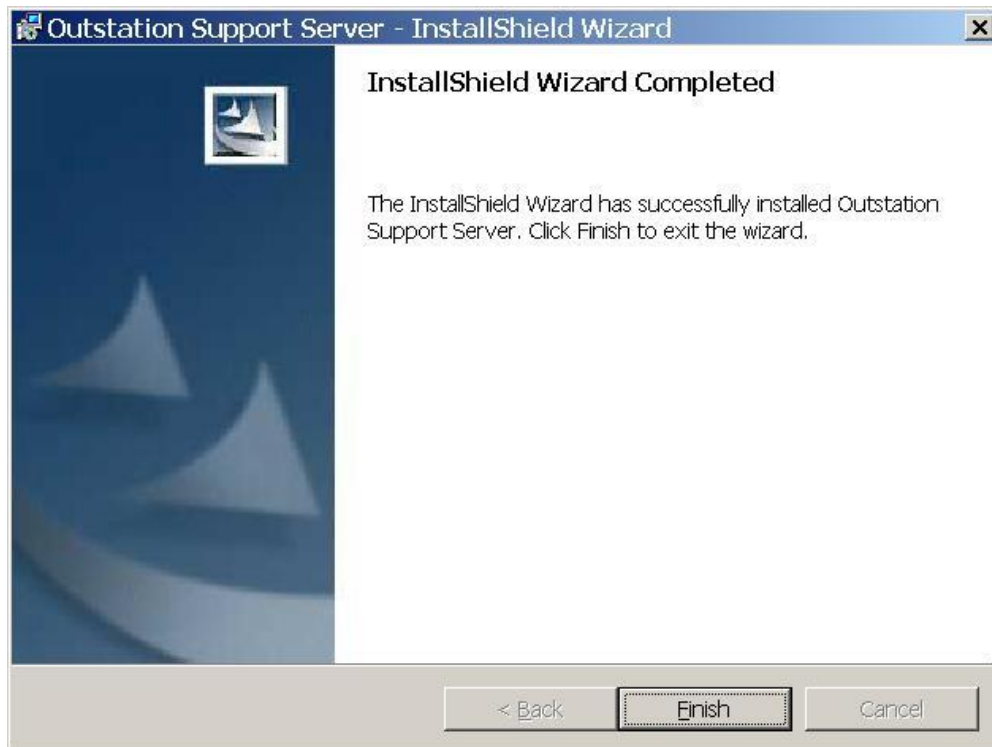 Outstation Support Server - InstallShield Wizard
InstallShield Wizard Completed
The InstallShield Wizard has successfully installed Outstation
Support Server. Click Finish to exit the wizard.
< Back
Finish
Cancel